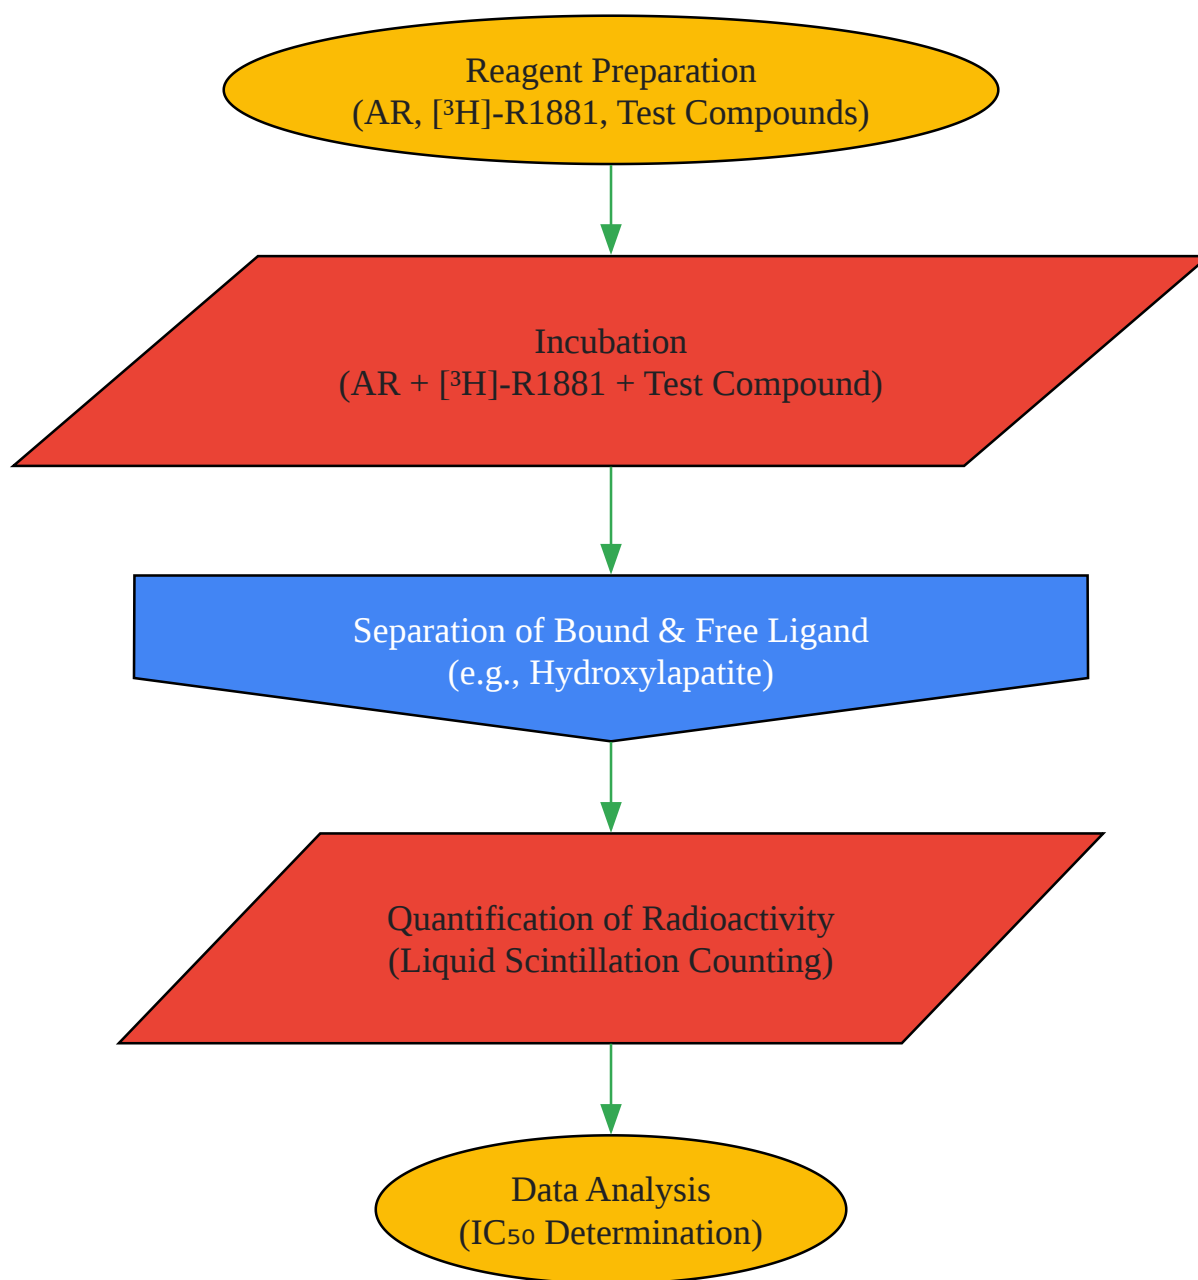 Reagent Preparation
(AR, [³H]-R1881, Test Compounds)
Incubation
(AR + [³H]-R1881 + Test Compound)
Separation of Bound & Free Ligand
(e.g., Hydroxylapatite)
Quantification of Radioactivity
(Liquid Scintillation Counting)
Data Analysis
(IC₅₀ Determination)